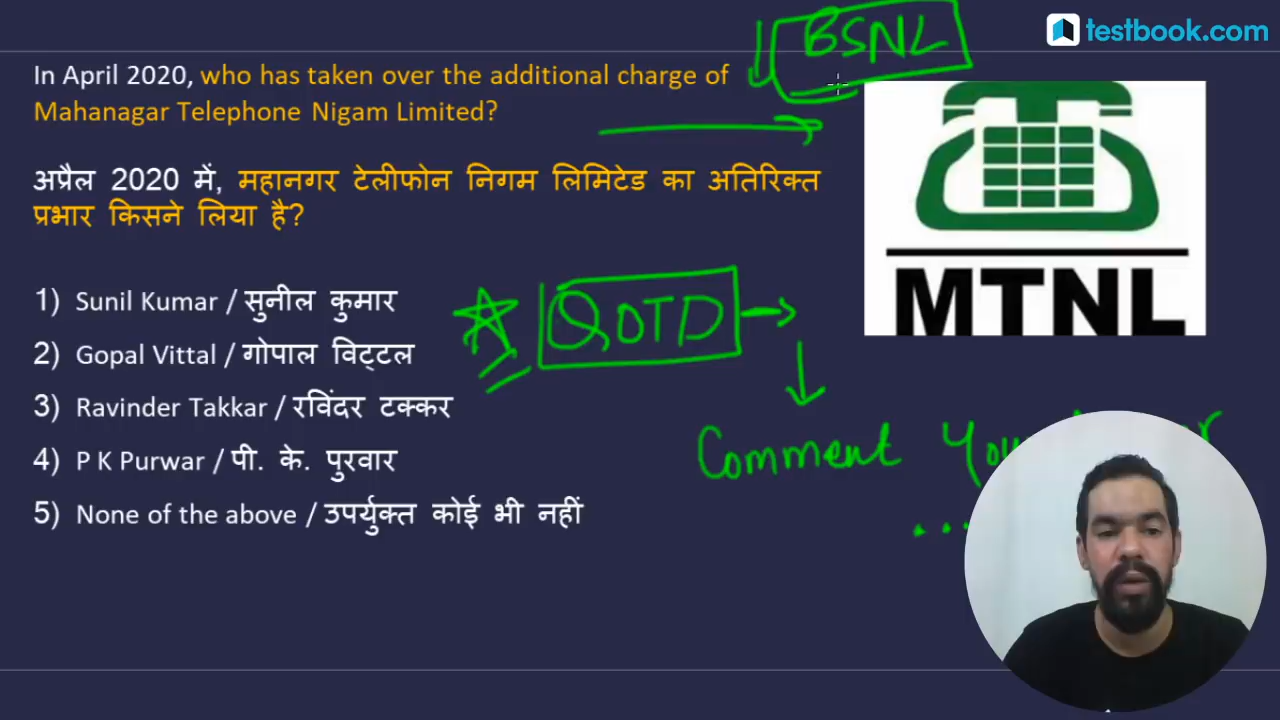 BSNL
testbook.com
In April 2020, who has taken over the additional charge of
Mahanagar Telephone Nigam Limited?
अप्रैल 2020 में, महानगर टेलीफोन निगम लिमिटेड का अतिरिक्त
प्रभार किसने लिया है?
MTNL
1) Sunil Kumar / सुनील कुमार
QOTD
2) Gopal Vittal / गोपाल विट्टल
3) Ravinder Takkar / रविंदर टक्कर
Comment
4) P K Purwar / पी. के. पुरवार
5) None of the above / उपर्युक्त कोई भी नहीं